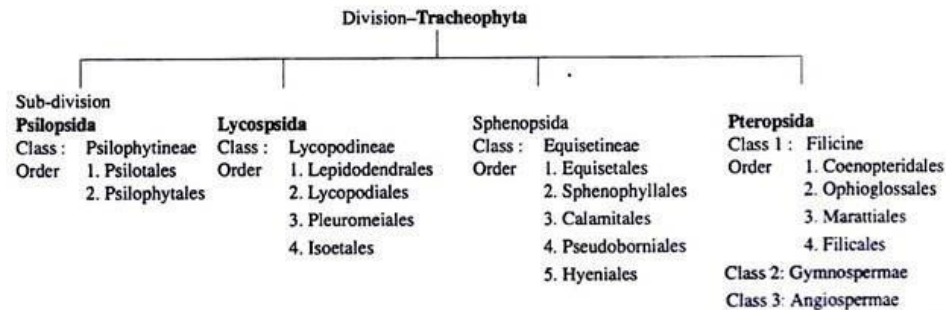 Division–Tracheophyta
Sub-division
Psilopsida
Class : Psilophytineae
Order 1. Psilotales
2. Psilophytales
Lycospsida
Class : Lycopodineae
Order 1. Lepidodendrales
2. Lycopodiales
3. Pleuromeiales
4. Isoetales
Sphenopsida
Class : Equisetineae
Order 1. Equisetales
2. Sphenophyllales
3. Calamitales
4. Pseudoborniales
5. Hyeniales
Pteropsida
Class 1 : Filicine
Order 1. Coenopteridales
2. Ophioglossales
3. Marattiales
4. Filicales
Class 2: Gymnospermae
Class 3: Angiospermae